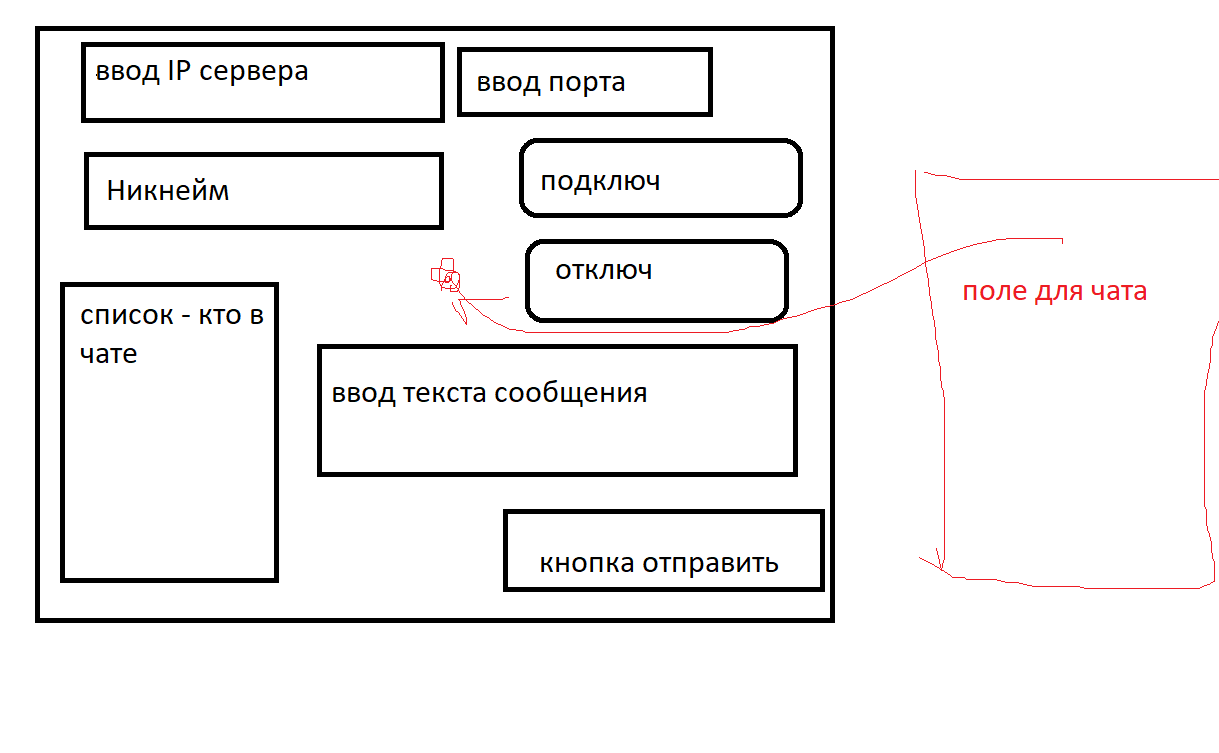 ввод IP сервера
ввод порта
Никнейм
подключ
отключ
список - кто в
чате
ввод текста сообщения
кнопка отправить
поле для чата